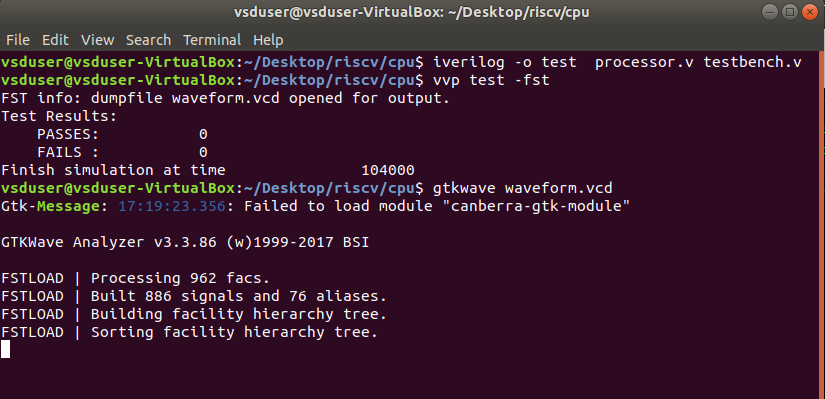 vsduser@vsduser-VirtualBox: ~/Desktop/riscv/cpu
File Edit View Search Terminal Help
vsduser@vsduser-VirtualBox:~/Desktop/riscv/cpu$ iverilog -o test  processor.v testbench.v
vsduser@vsduser-VirtualBox:~/Desktop/riscv/cpu$ vvp test -fst
FST info: dumpfile waveform.vcd opened for output.
Test Results:
    PASSES:           0
    FAILS :           0
Finish simulation at time               104000
vsduser@vsduser-VirtualBox:~/Desktop/riscv/cpu$ gtkwave waveform.vcd
Gtk-Message: 17:19:23.356: Failed to load module "canberra-gtk-module"
GTKWave Analyzer v3.3.86 (w)1999-2017 BSI
FSTLOAD | Processing 962 facs.
FSTLOAD | Built 886 signals and 76 aliases.
FSTLOAD | Building facility hierarchy tree.
FSTLOAD | Sorting facility hierarchy tree.